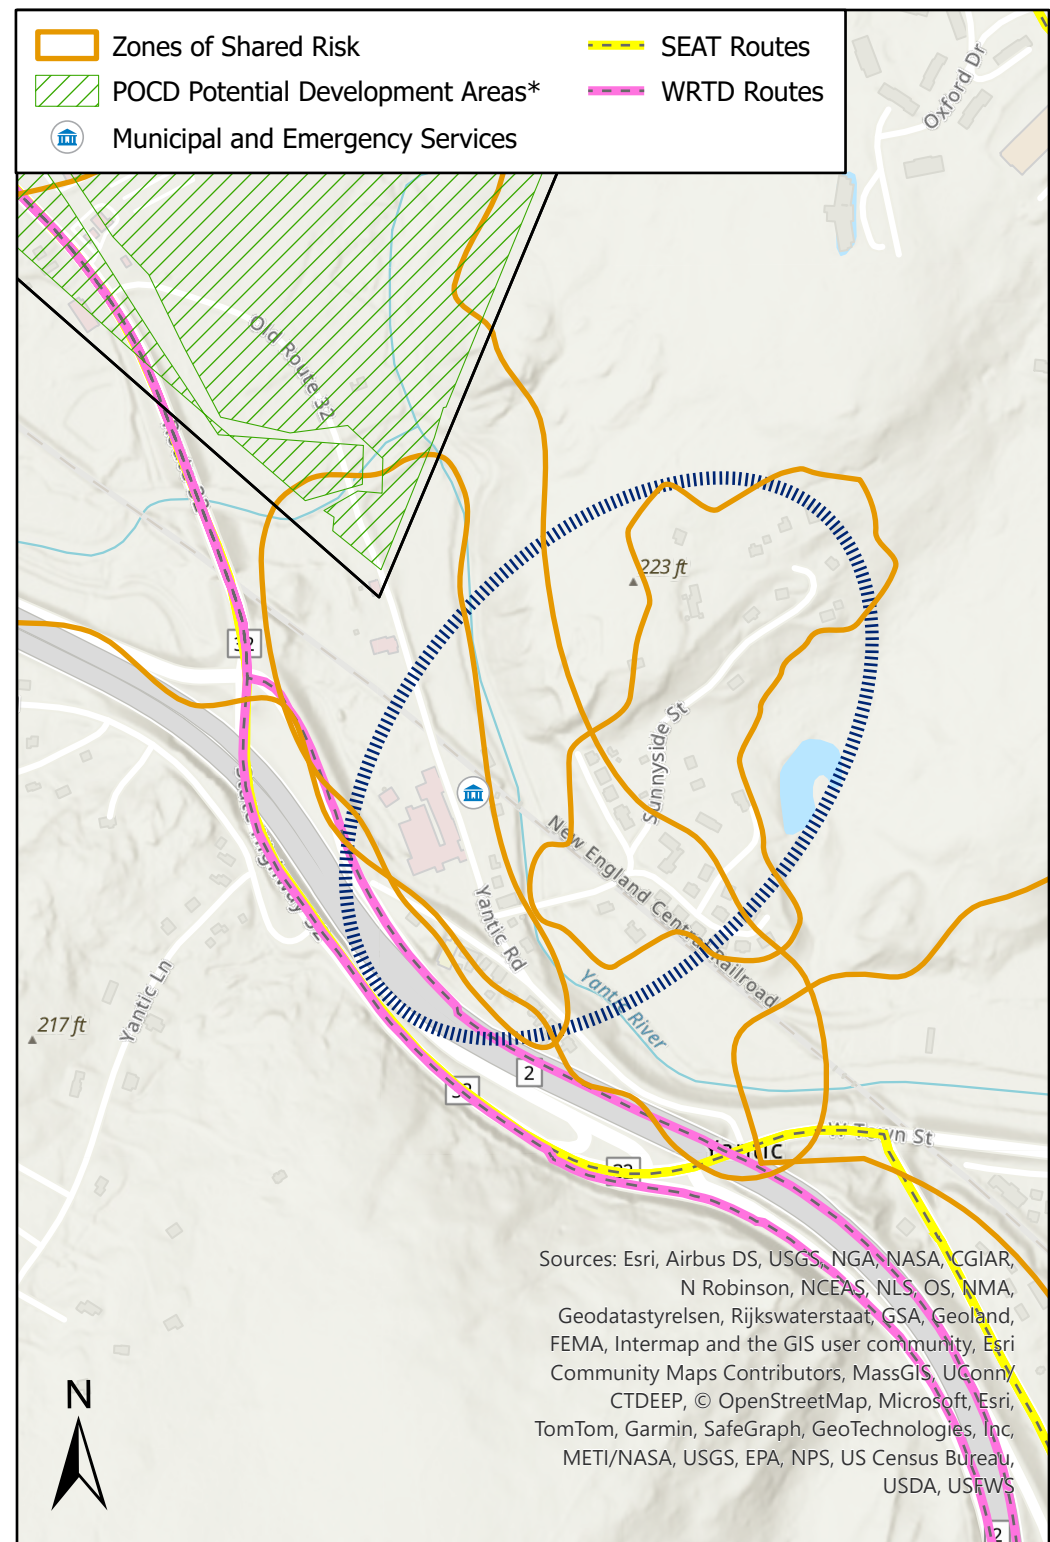 Zones of Shared Risk
SEAT Routes
POCD Potential Development Areas*
WRTD Routes
Municipal and Emergency Services
Oxford Dr
Old Route 32
223 ft
32
Sunnyside St
New England Central Railroad
Yantic Rd
Yantic River
Yantic Ln
217 ft
2
W Town St
Yantic
Sources: Esri, Airbus DS, USGS, NGA, NASA, CGIAR,
N Robinson, NCEAS, NLS, OS, NMA,
Geodatastyrelsen, Rijkswaterstaat, GSA, Geoland,
FEMA, Intermap and the GIS user community, Esri
Community Maps Contributors, MassGIS, UConn/
CTDEEP, © OpenStreetMap, Microsoft, Esri,
TomTom, Garmin, SafeGraph, GeoTechnologies, Inc,
METI/NASA, USGS, EPA, NPS, US Census Bureau,
USDA, USFWS
N
2